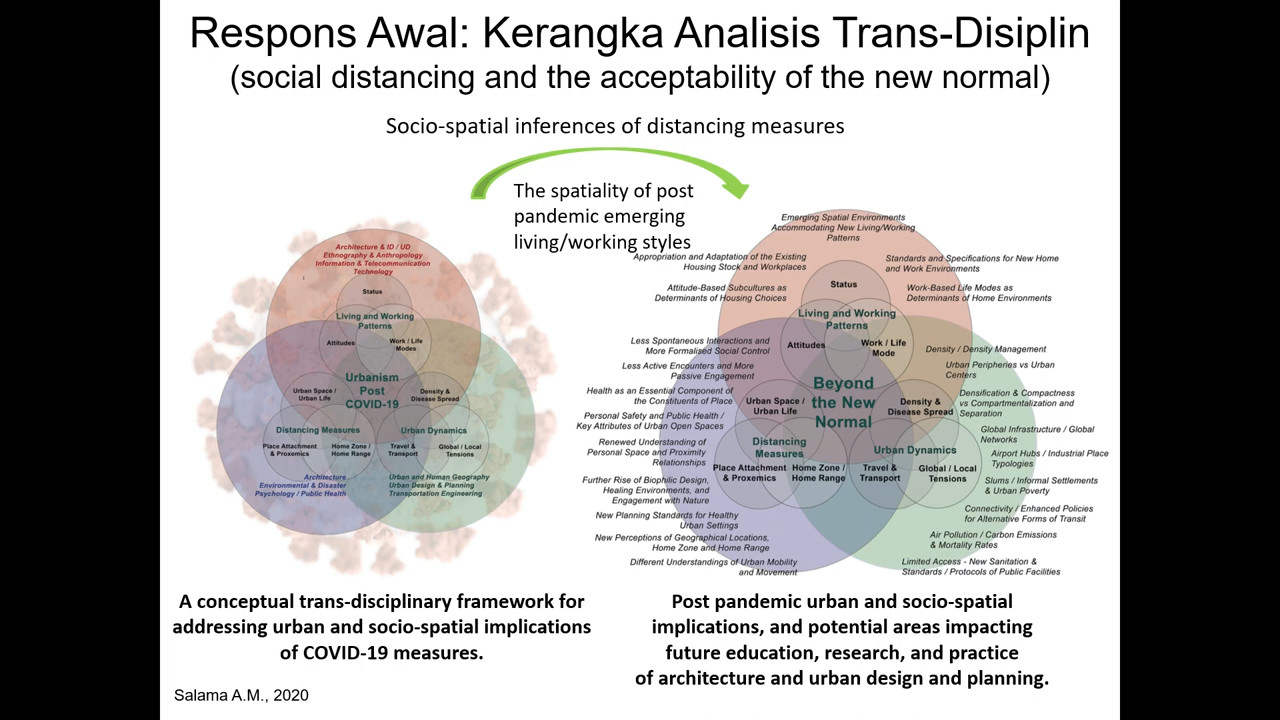 Respons Awal: Kerangka Analisis Trans-Disiplin
(social distancing and the acceptability of the new normal)
Socio-spatial inferences of distancing measures
The spatiality of post
pandemic emerging
living/working styles
Architecture & ID / UD
Ethnography & Anthropology
Information & Telecommunication
Technology
Status
Living and Working
Patterns
Attitudes
Work / Life
Modes
Urbanism
Post
COVID-19
Urban Space /
Urban Life
Density &
Disease Spread
Distancing Measures
Urban Dynamics
Place Attachment
& Proxemics
Home Zone /
Home Range
Travel &
Transport
Global / Local
Tensions
Architecture
Environmental & Disaster
Psychology / Public Health
Urban and Human Geography
Urban Design & Planning
Transportation Engineering
A conceptual trans-disciplinary framework for
addressing urban and socio-spatial implications
of COVID-19 measures.
Emerging Spatial Environments
Accommodating New Living/Working
Patterns
Appropriation and Adaptation of the Existing
Housing Stock and Workplaces
Standards and Specifications for New Home
and Work Environments
Attitude-Based Subcultures as
Determinants of Housing Choices
Work-Based Life Modes as
Determinants of Home Environments
Status
Living and Working
Patterns
Attitudes
Work / Life
Mode
Less Spontaneous Interactions and
More Formalised Social Control
Less Active Encounters and More
Passive Engagement
Health as an Essential Component of
the Constituents of Place
Personal Safety and Public Health /
Key Attributes of Urban Open Spaces
Renewed Understanding of
Personal Space and Proximity
Relationships
Further Rise of Biophilic Design,
Healing Environments, and
Engagement with Nature
New Planning Standards for Healthy
Urban Settings
New Perceptions of Geographical Locations,
Home Zone and Home Range
Different Understandings of Urban Mobility
and Movement
Beyond
the New
Normal
Urban Space /
Urban Life
Density &
Disease Spread
Distancing
Measures
Urban Dynamics
Place Attachment
& Proxemics
Home Zone /
Home Range
Travel &
Transport
Global / Local
Tensions
Density / Density Management
Urban Peripheries vs Urban
Centers
Densification & Compactness
vs Compartmentalization and
Separation
Global Infrastructure / Global
Networks
Airport Hubs / Industrial Place
Typologies
Slums / Informal Settlements
& Urban Poverty
Connectivity / Enhanced Policies
for Alternative Forms of Transit
Air Pollution / Carbon Emissions
& Mortality Rates
Limited Access - New Sanitation &
Standards / Protocols of Public Facilities
Post pandemic urban and socio-spatial
implications, and potential areas impacting
future education, research, and practice
of architecture and urban design and planning.
Salama A.M., 2020